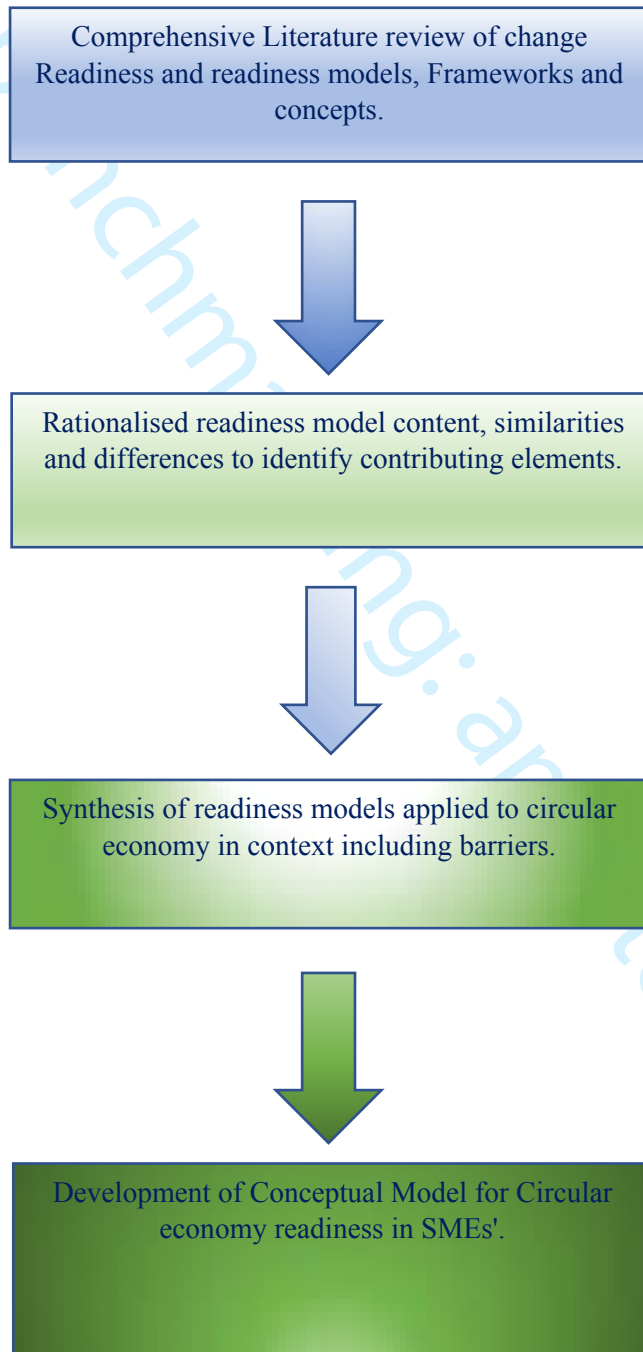 Comprehensive Literature review of change
Readiness and readiness models, Frameworks and
concepts.
Rationalised readiness model content, similarities
and differences to identify contributing elements.
Synthesis of readiness models applied to circular
economy in context including barriers.
Development of Conceptual Model for Circular
economy readiness in SMEs'.